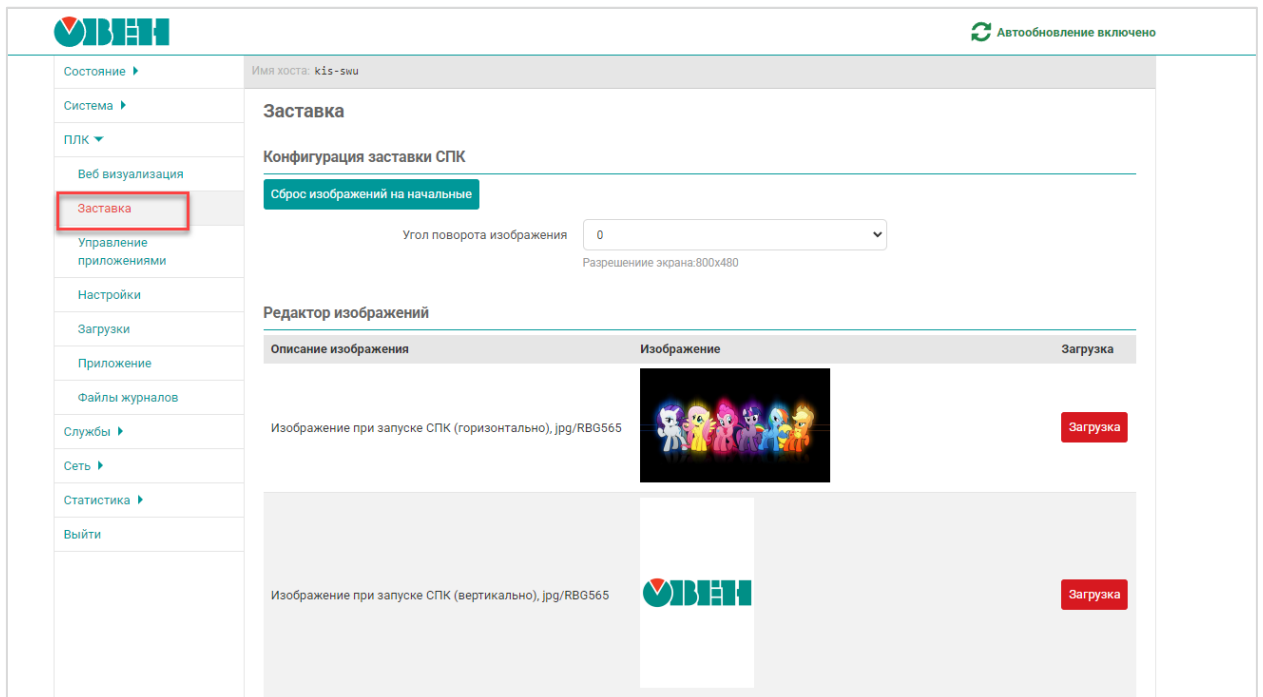 ОВЕН
Автообновление включено
Имя хоста: kis-swu
Состояние
Система
ПЛК
Веб визуализация
Заставка
Управление
приложениями
Настройки
Загрузки
Приложение
Файлы журналов
Службы
Сеть
Статистика
Выйти
Заставка
Конфигурация заставки СПК
Сброс изображений на начальные
Угол поворота изображения 0
Разрешениие экрана:800x480
Редактор изображений
Описание изображения Изображение Загрузка
Изображение при запуске СПК (горизонтально), jpg/RBG565 Загрузка
Изображение при запуске СПК (вертикально), jpg/RBG565 ОВЕН Загрузка